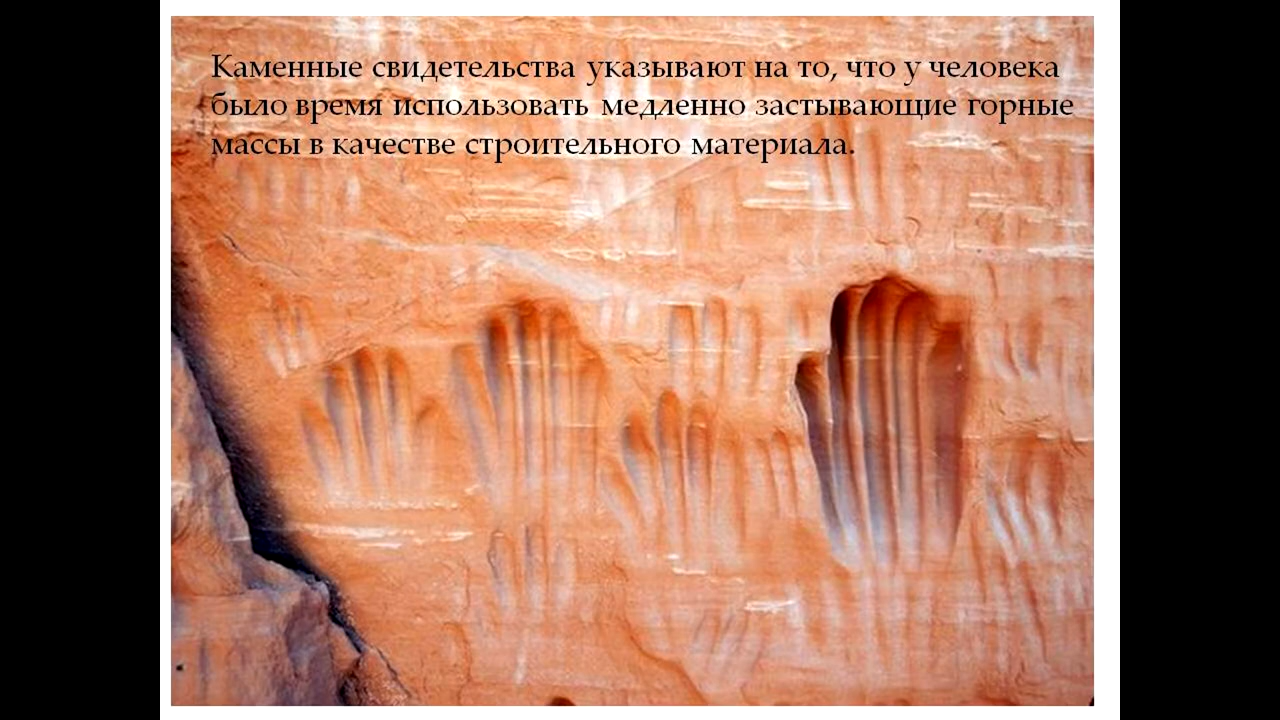 Каменные свидетельства указывают на то, что у человека
было время использовать медленно застывающие горные
массы в качестве строительного материала.